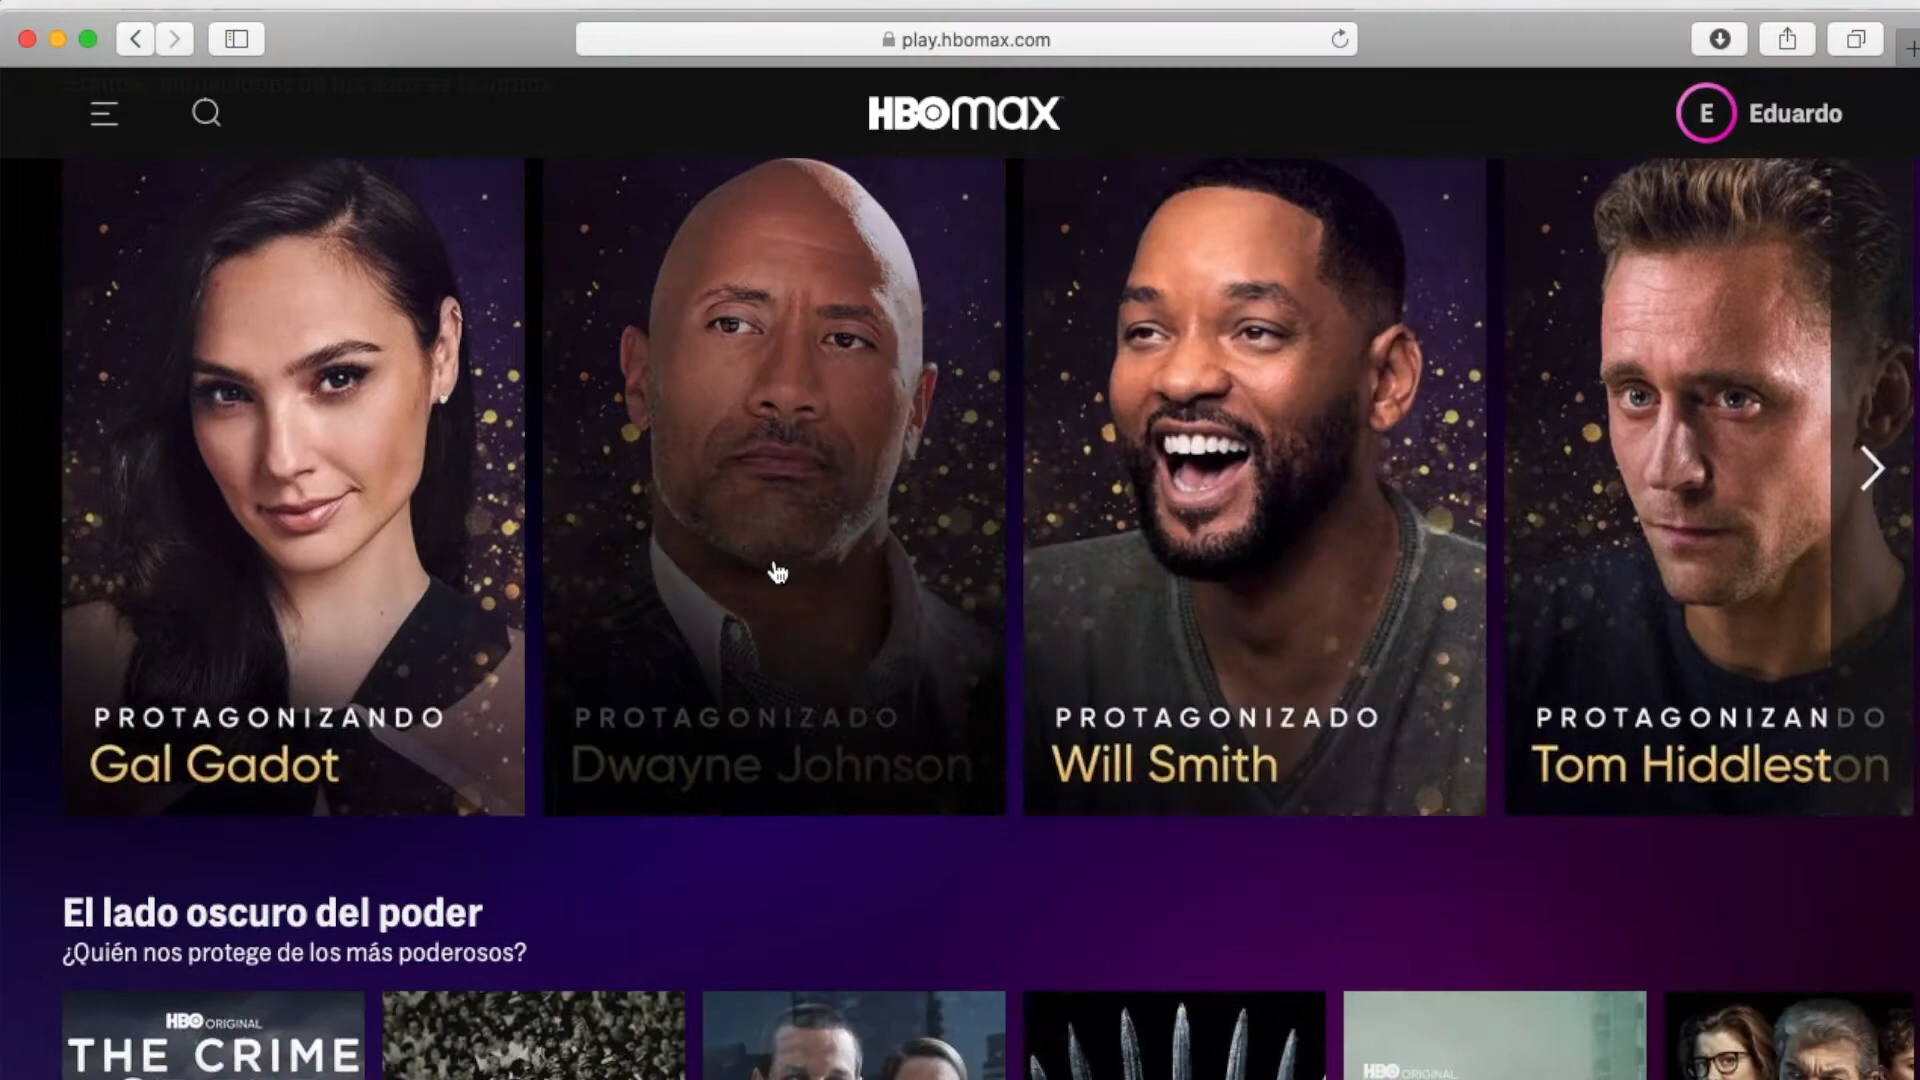 play.hbomax.com
HBOmax
E Eduardo
PROTAGONIZANDO
Gal Gadot
PROTAGONIZADO
Dwayne Johnson
PROTAGONIZADO
Will Smith
PROTAGONIZANDO
Tom Hiddleston
El lado oscuro del poder
¿Quién nos protege de los más poderosos?
HBO ORIGINAL
THE CRIME
HBO ORIGINAL